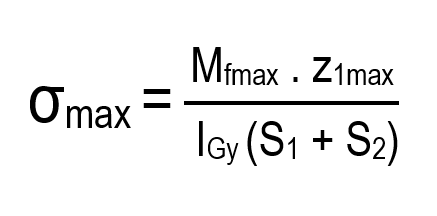 σmax = Mfmax . z1max / IGy (S1 + S2)